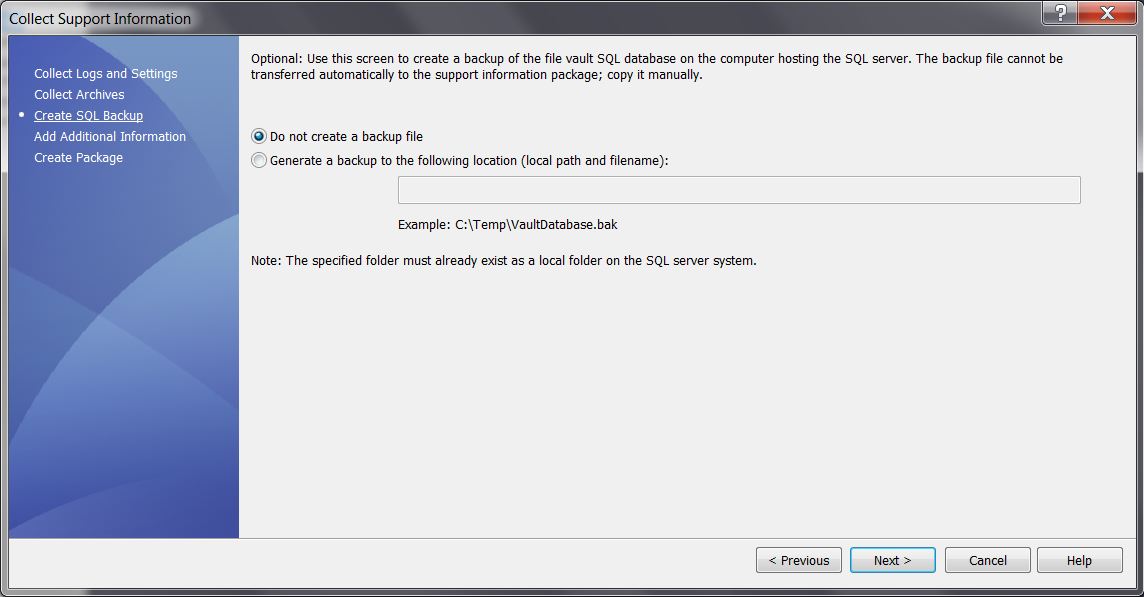 Collect Support Information
?
X
Collect Logs and Settings
Collect Archives
Create SQL Backup
Add Additional Information
Create Package
Optional: Use this screen to create a backup of the file vault SQL database on the computer hosting the SQL server. The backup file cannot be
transferred automatically to the support information package; copy it manually.
Do not create a backup file
Generate a backup to the following location (local path and filename):
Example: C:\Temp\VaultDatabase.bak
Note: The specified folder must already exist as a local folder on the SQL server system.
< Previous
Next >
Cancel
Help